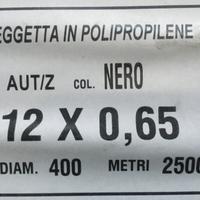 EGGETTA IN POLIPROPILENE
AUT/Z COL. NERO
12 X 0,65
DIAM. 400 METRI 2500